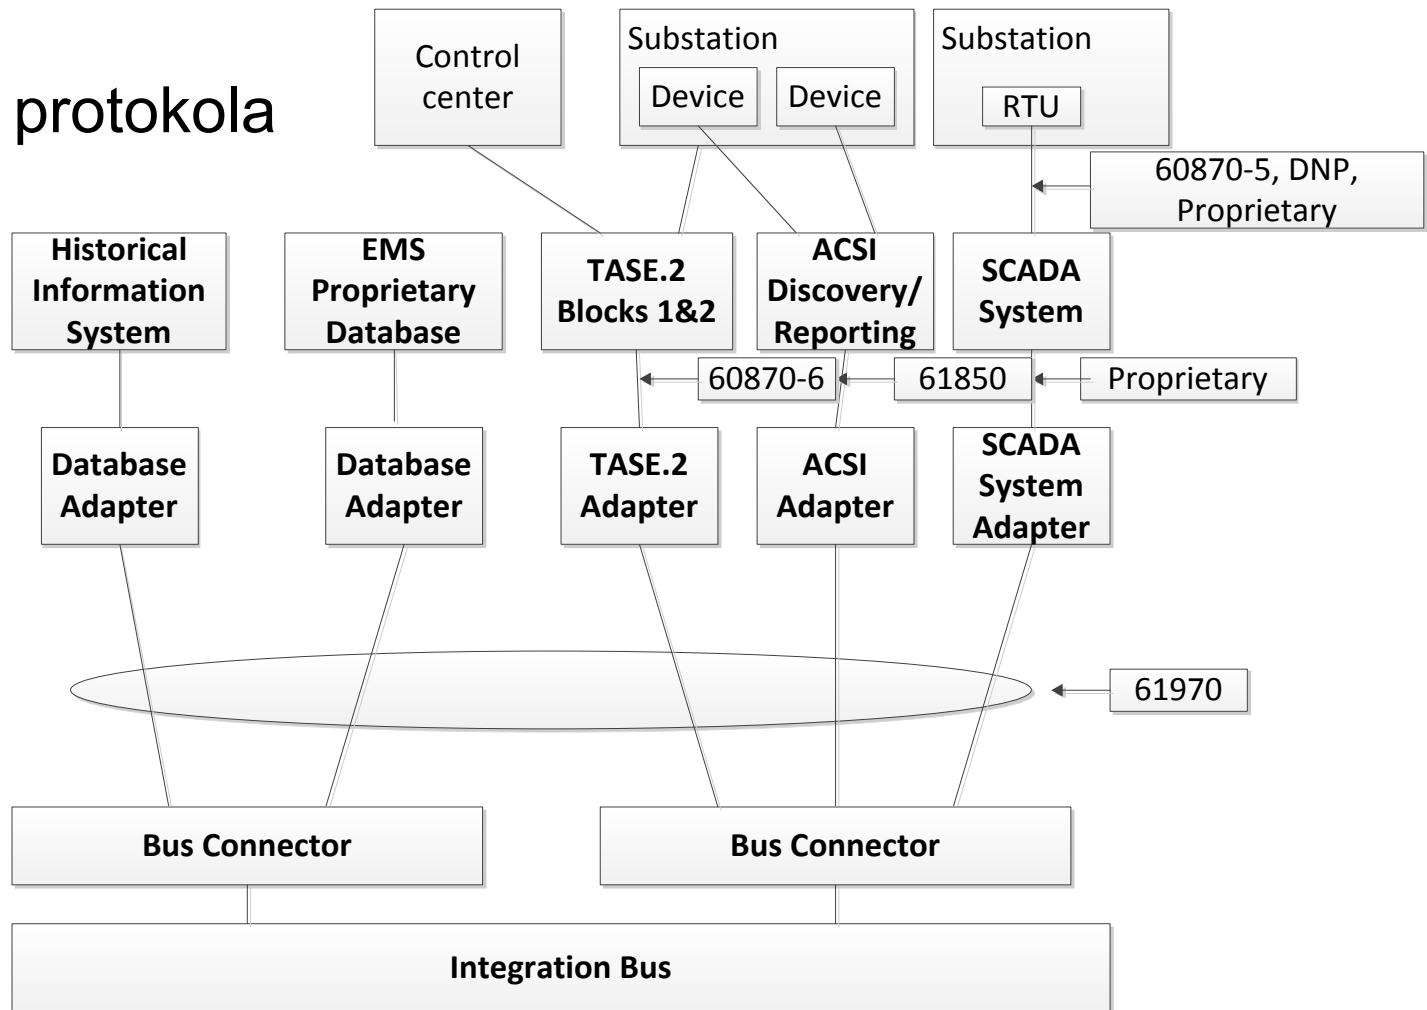 protokola
Control
center
Substation
Device
Device
Substation
RTU
60870-5, DNP,
Proprietary
Historical
Information
System
EMS
Proprietary
Database
TASE.2
Blocks 1&2
ACSI
Discovery/
Reporting
SCADA
System
60870-6
61850
Proprietary
Database
Adapter
Database
Adapter
TASE.2
Adapter
ACSI
Adapter
SCADA
System
Adapter
61970
Bus Connector
Bus Connector
Integration Bus